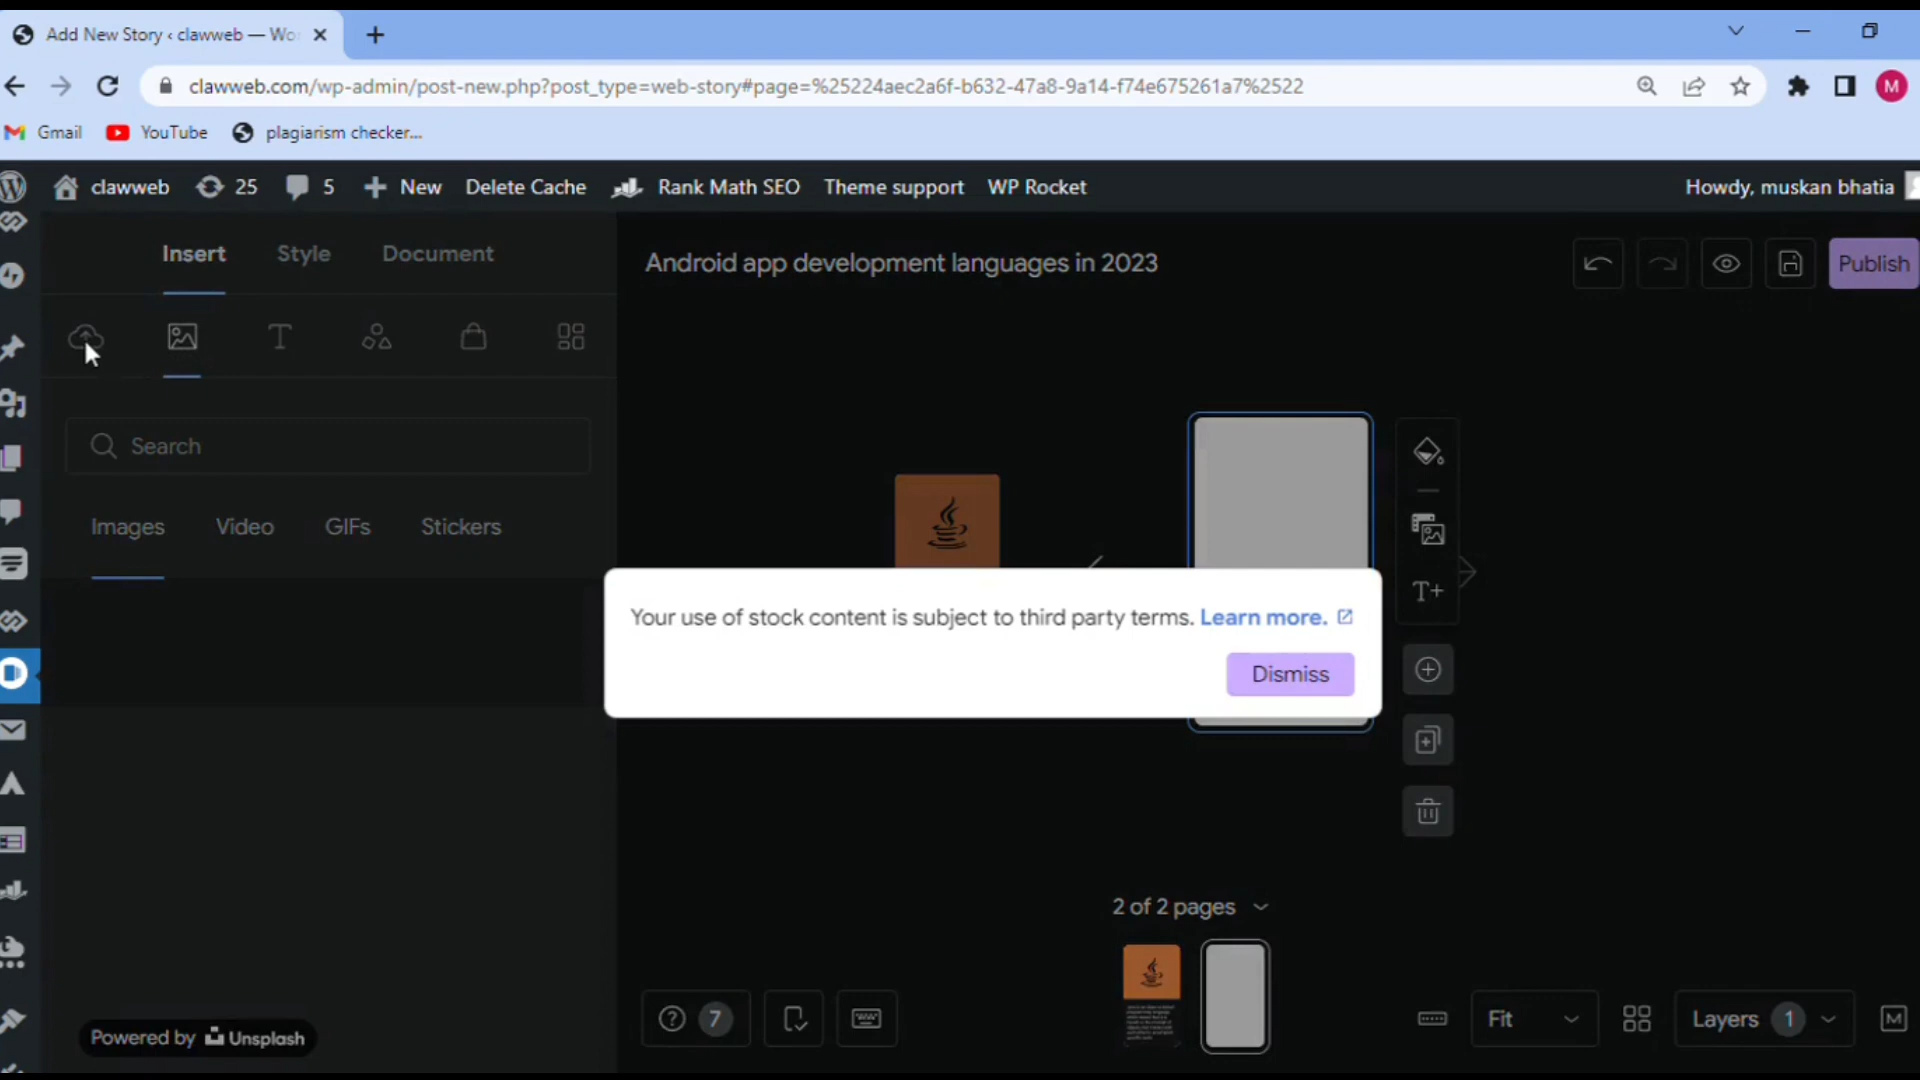 Add New Story ‹ clawweb — Wo
clawweb.com/wp-admin/post-new.php?post_type=web-story#page=%25224aec2a6f-b632-47a8-9a14-f74e675261a7%2522
M
Gmail
YouTube
plagiarism checker...
clawweb
25
5
New
Delete Cache
Rank Math SEO
Theme support
WP Rocket
Howdy, muskan bhatia
Insert
Style
Document
Android app development languages in 2023
Publish
Search
Images
Video
GIFs
Stickers
T+
Your use of stock content is subject to third party terms. Learn more.
Dismiss
2 of 2 pages
Powered by Unsplash
7
Fit
Layers
1